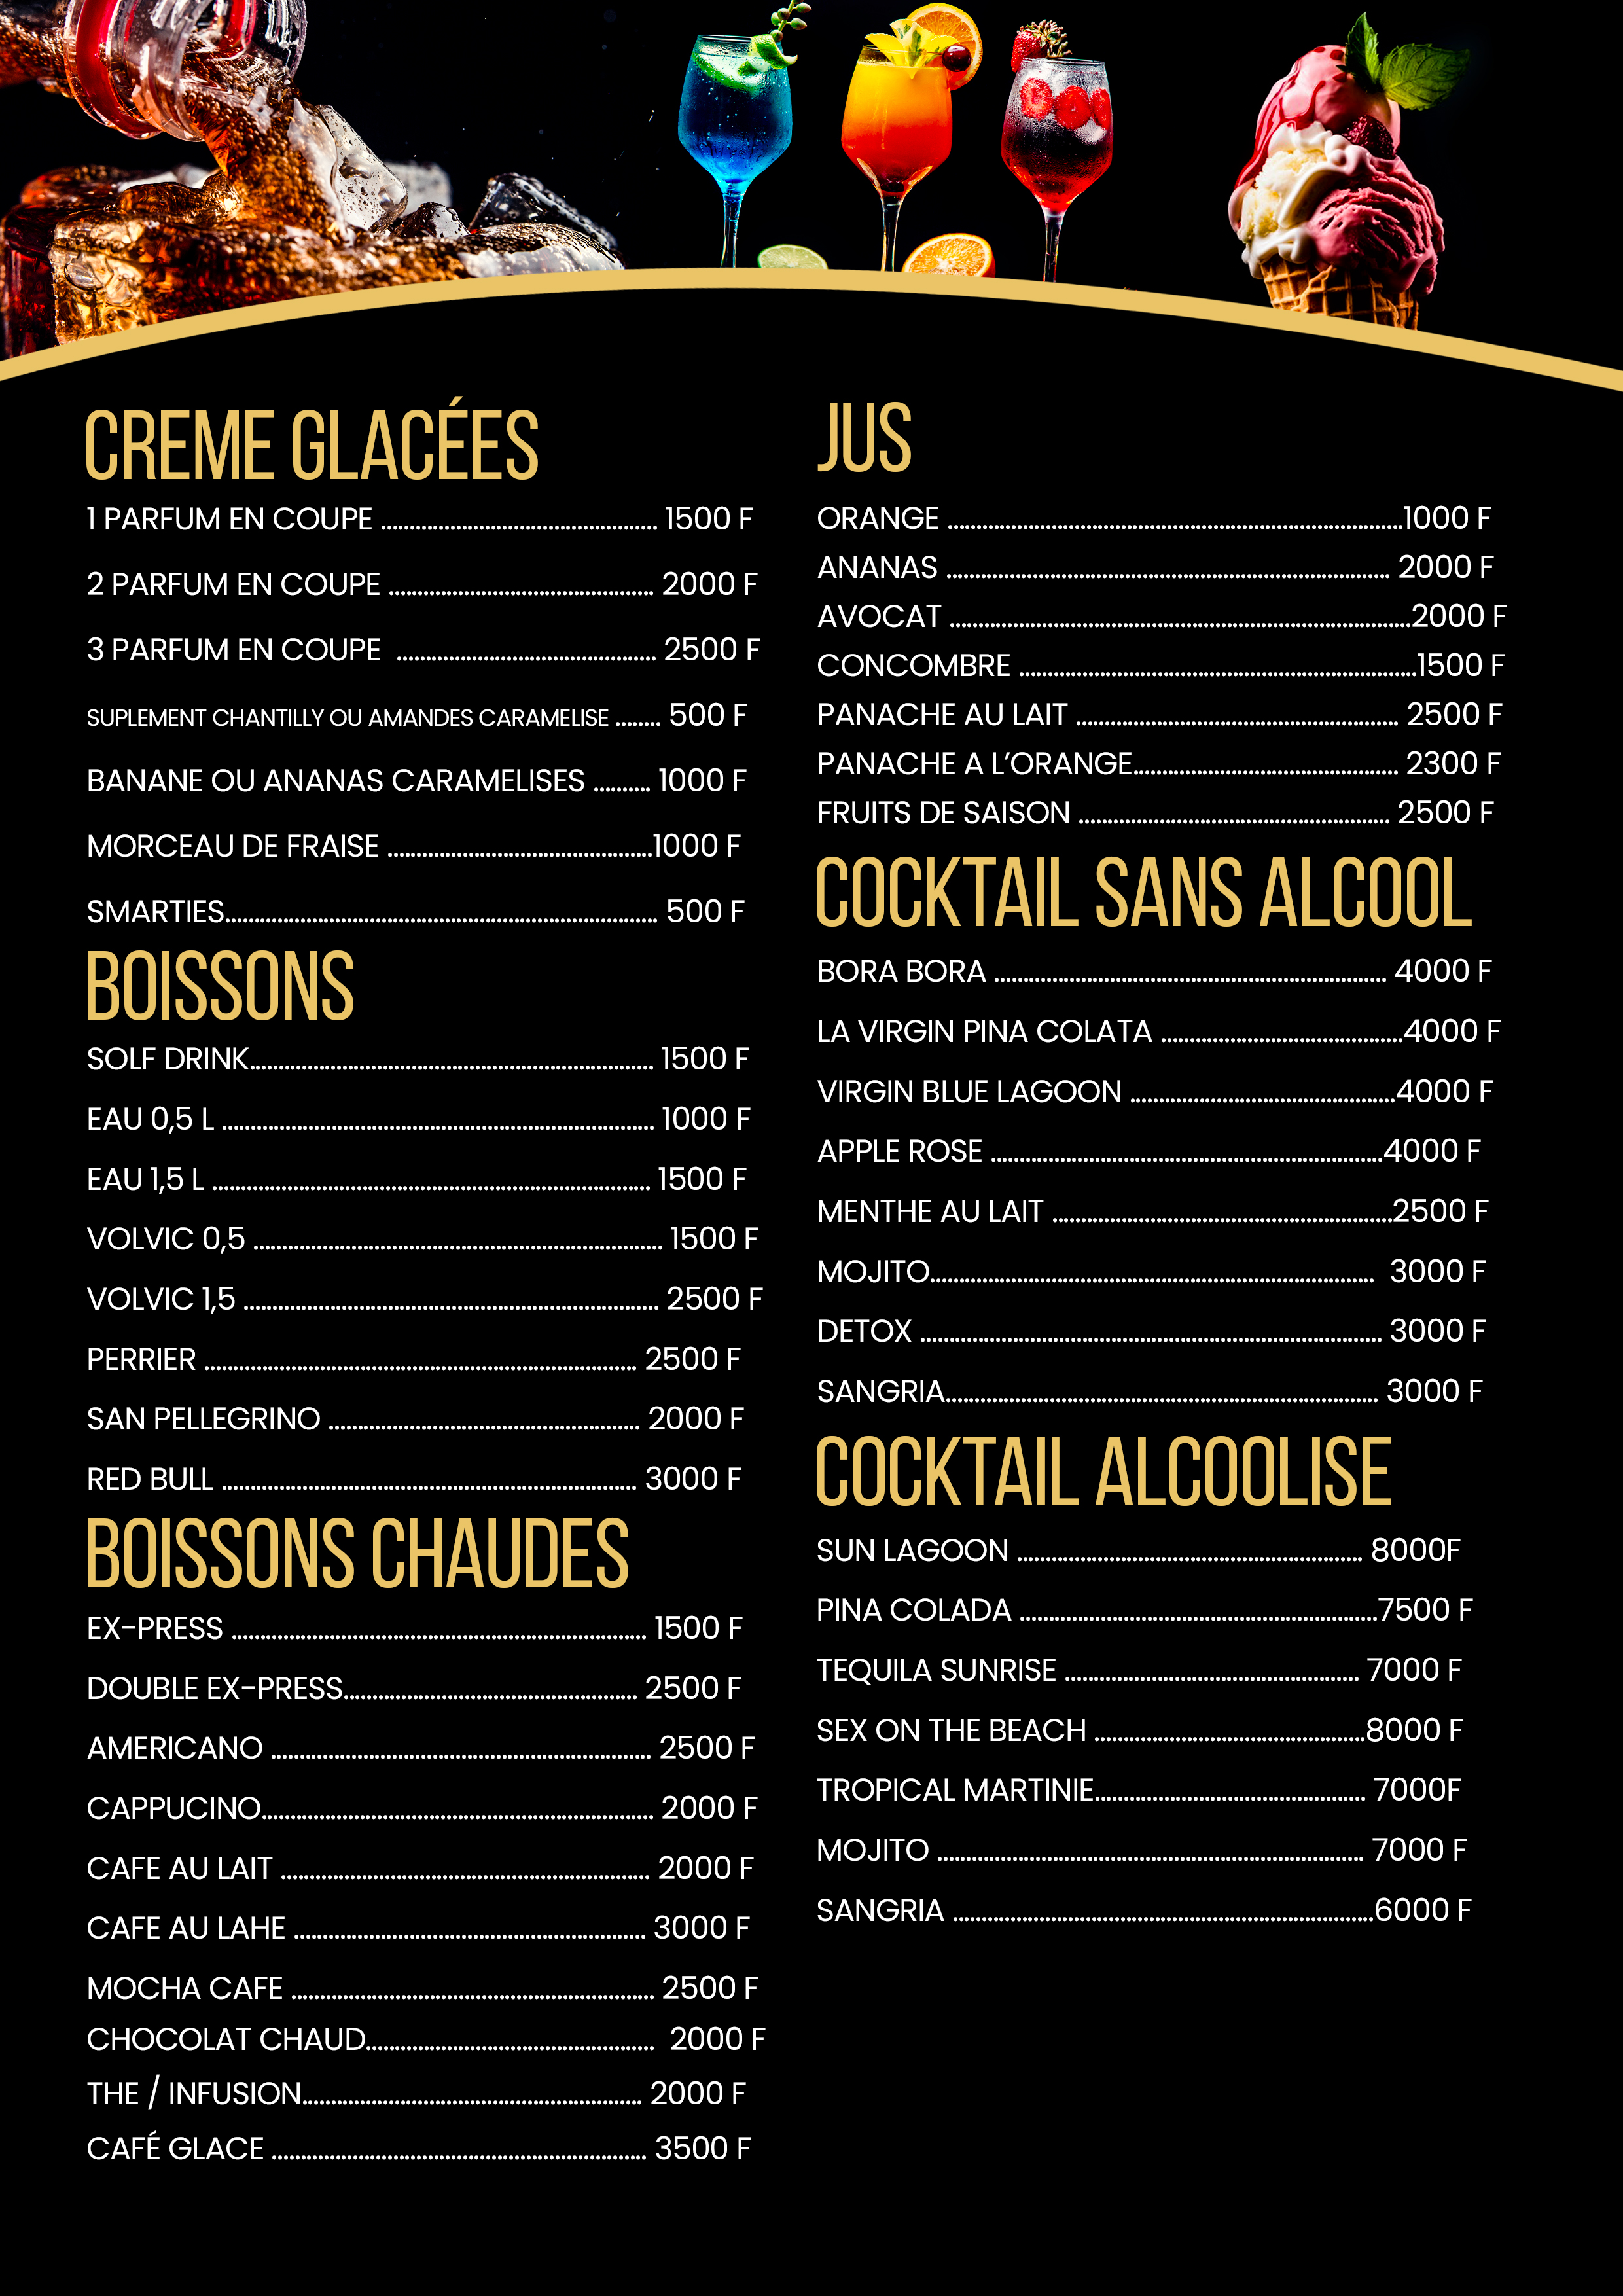 CREME GLACÉES
1 PARFUM EN COUPE ................ 1500 F
2 PARFUM EN COUPE ................ 2000 F
3 PARFUM EN COUPE ................ 2500 F
SUPLEMENT CHANTILLY OU AMANDES CARAMELISE ........ 500 F
BANANE OU ANANAS CARAMELISES .......... 1000 F
MORCEAU DE FRAISE ................1000 F
SMARTIES................ 500 F
BOISSONS
SOLF DRINK................ 1500 F
EAU 0,5 L ................ 1000 F
EAU 1,5 L ................ 1500 F
VOLVIC 0,5 ................ 1500 F
VOLVIC 1,5 ................ 2500 F
PERRIER ................ 2500 F
SAN PELLEGRINO ................ 2000 F
RED BULL ................ 3000 F
BOISSONS CHAUDES
EX-PRESS ................ 1500 F
DOUBLE EX-PRESS................ 2500 F
AMERICANO ................ 2500 F
CAPPUCINO................ 2000 F
CAFE AU LAIT ................ 2000 F
CAFE AU LAHE ................ 3000 F
MOCHA CAFE ................ 2500 F
CHOCOLAT CHAUD................ 2000 F
THE / INFUSION................ 2000 F
CAFÉ GLACE ................ 3500 F
JUS
ORANGE ................1000 F
ANANAS ................ 2000 F
AVOCAT ................2000 F
CONCOMBRE ................1500 F
PANACHE AU LAIT ................ 2500 F
PANACHE A L’ORANGE................ 2300 F
FRUITS DE SAISON ................ 2500 F
COCKTAIL SANS ALCOOL
BORA BORA ................ 4000 F
LA VIRGIN PINA COLATA ................4000 F
VIRGIN BLUE LAGOON ................4000 F
APPLE ROSE ................4000 F
MENTHE AU LAIT ................2500 F
MOJITO................ 3000 F
DETOX ................ 3000 F
SANGRIA................ 3000 F
COCKTAIL ALCOOLISE
SUN LAGOON ................ 8000F
PINA COLADA ................7500 F
TEQUILA SUNRISE ................ 7000 F
SEX ON THE BEACH ................8000 F
TROPICAL MARTINIE................ 7000F
MOJITO ................ 7000 F
SANGRIA ................6000 F